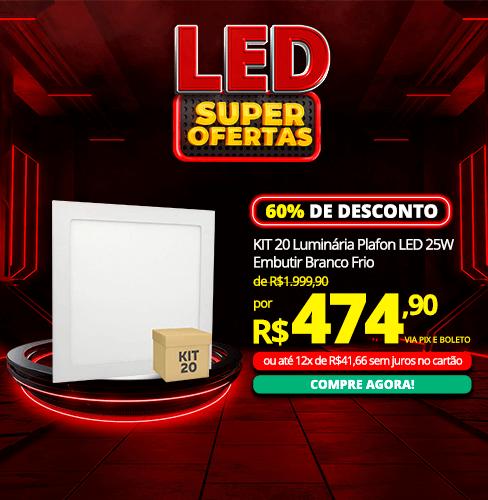 LED
SUPER
OFERTAS
60% DE DESCONTO
KIT 20 Luminária Plafon LED 25W
Embutir Branco Frio
de R$1.999,90
por
R$474,90
VIA PIX E BOLETO
ou até 12x de R$41,66 sem juros no cartão
COMPRE AGORA!
KIT
20